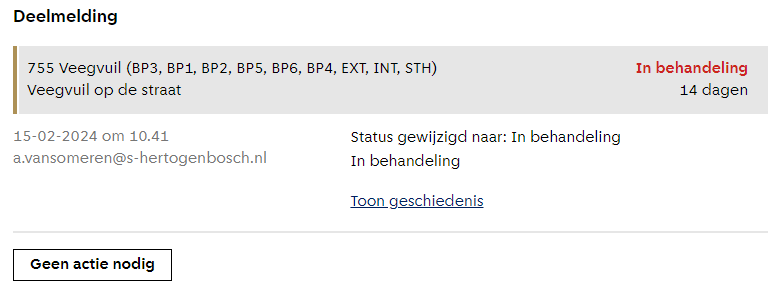 Deelmelding
755 Veegvuil (BP3, BP1, BP2, BP5, BP6, BP4, EXT, INT, STH)
In behandeling
Veegvuil op de straat
14 dagen
15-02-2024 om 10.41
Status gewijzigd naar: In behandeling
a.vansomeren@s-hertogenbosch.nl
In behandeling
Toon geschiedenis
Geen actie nodig